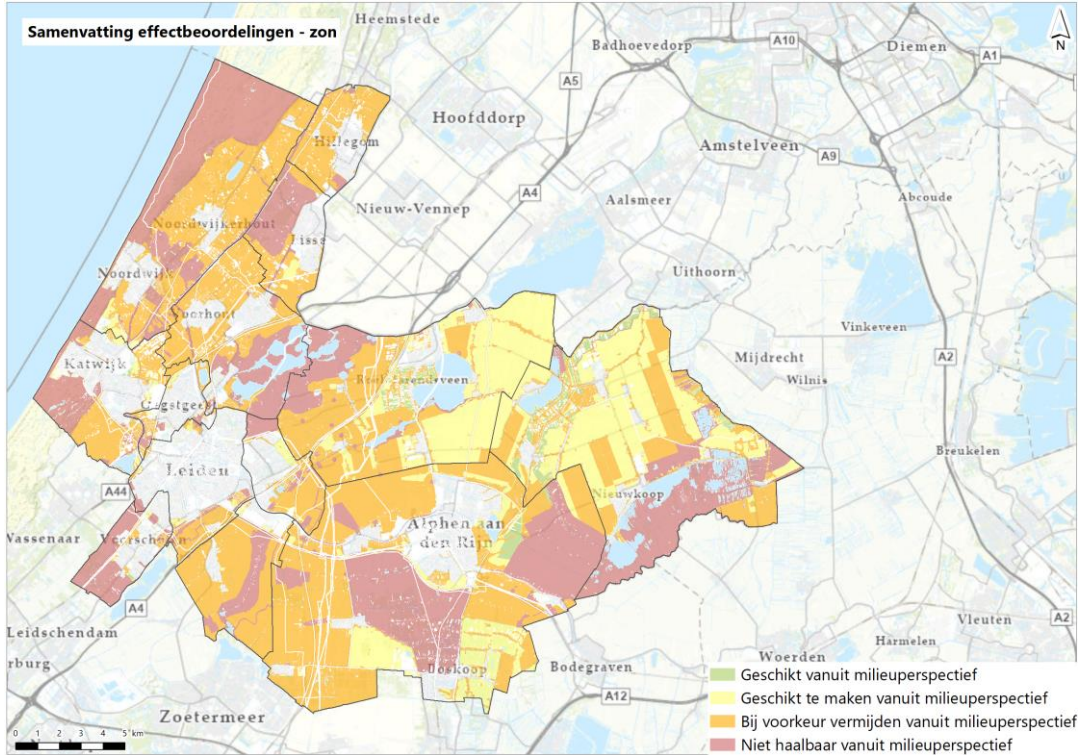 Samenvatting effectbeoordelingen - zon
N
Heemstede
Badhoevedorp
A10
Diemen
A1
A5
Hoofddorp
Hillegom
Amstelveen
A9
A4
Abcoude
Nieuw-Vennep
Aalsmeer
Noordwijkerhout
Lisse
Uithoorn
Noordwijk
Voorhout
Vinkeveen
Katwijk
Mijdrecht
A2
Wilnis
Roelofarendsveen
Oegstgeest
Leiden
Breukelen
A44
Nieuwkoop
Wassenaar
Voorschoten
Alphen aan
den Rijn
A4
Leidschendam
Vleuten
A2
Harmelen
rburg
Boskoop
Bodegraven
Woerden
A12
Zoetermeer
Geschikt vanuit milieuperspectief
Geschikt te maken vanuit milieuperspectief
Bij voorkeur vermijden vanuit milieuperspectief
Niet haalbaar vanuit milieuperspectief
0 1 2 3 4 5 km